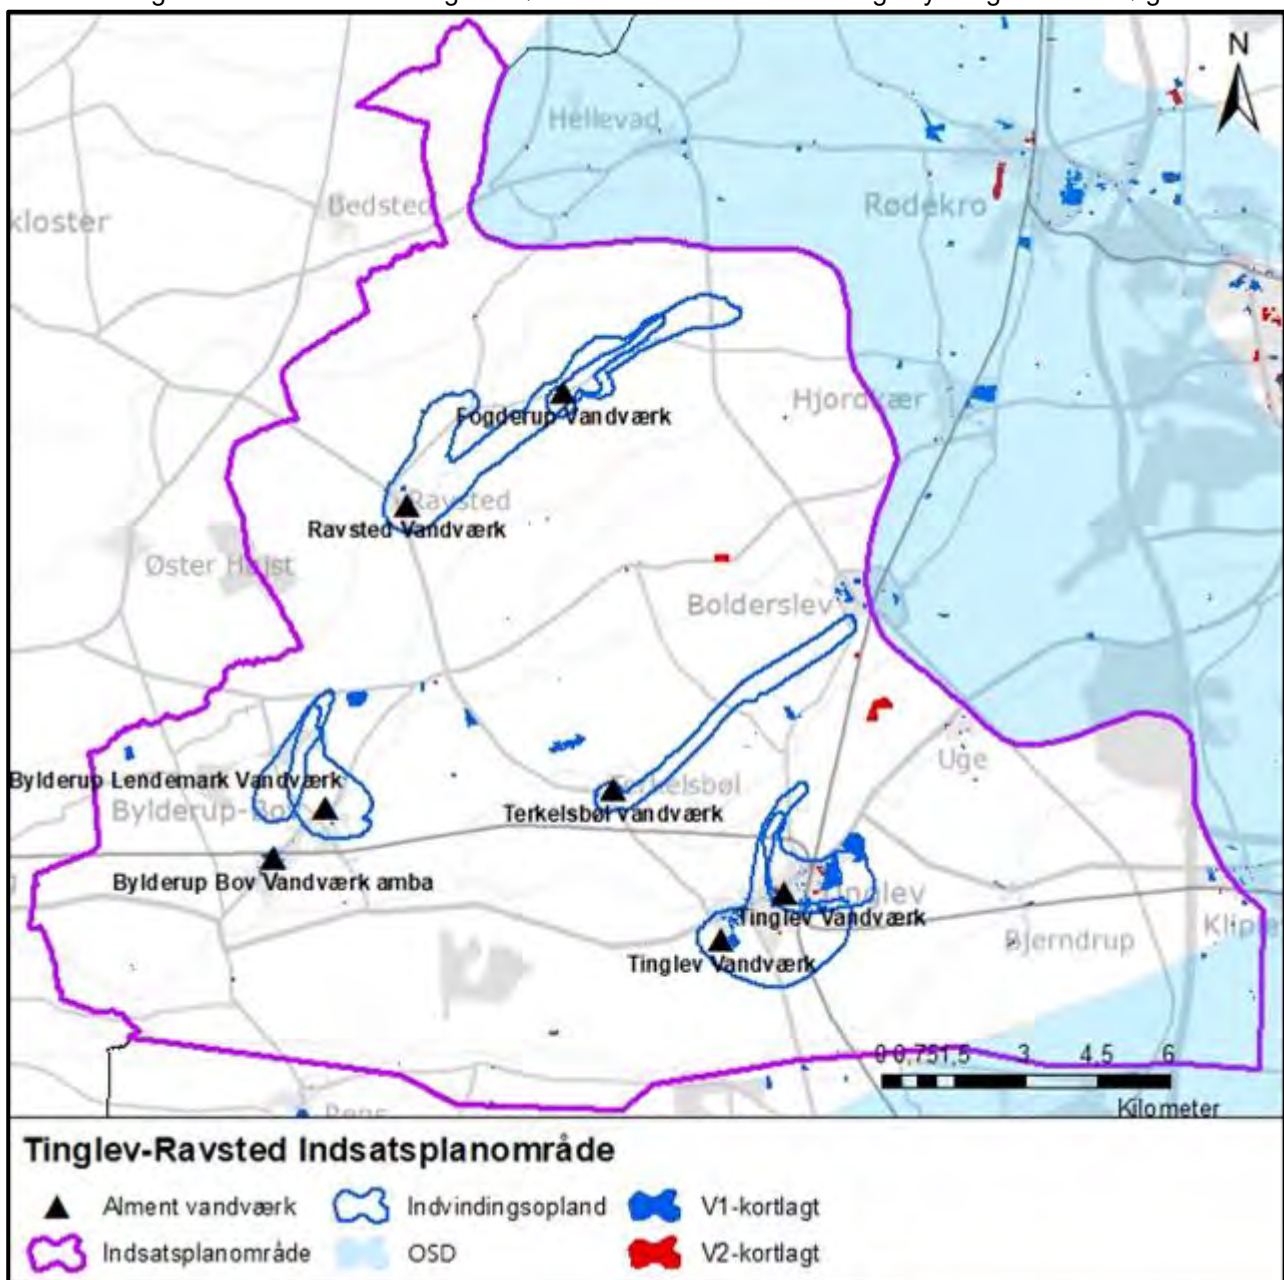 N
Hellevad
Bedsted
Rødekro
kloster
Hjordkær
Fogderup Vandværk
Ravsted
Ravsted Vandværk
Øster Højst
Bolderslev
Uge
Bylderup Lendemark Vandværk
Bylderup-Bov
Terkelsbøl
Terkelsbøl vandværk
Bylderup Bov Vandværk amba
Tinglev
Tinglev Vandværk
Bjerndrup
Kliple
Tinglev Vandværk
0 0,75 1,5 3 4,5 6
Kilometer
Tinglev-Ravsted Indsatsplanområde
Alment vandværk Indvindingsopland V1-kortlagt
Indsatsplanområde OSD V2-kortlagt